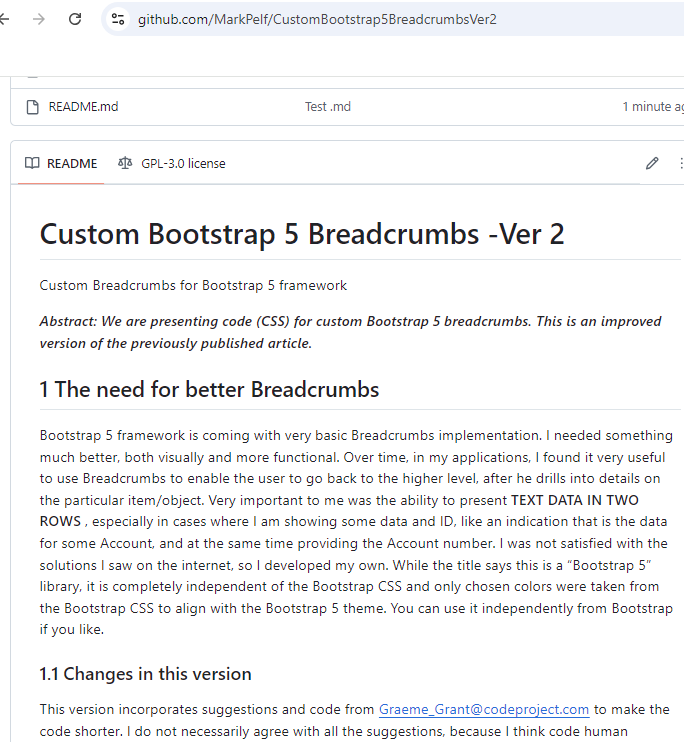 github.com/MarkPelf/CustomBootstrap5BreadcrumbsVer2
README.md Test .md 1 minute ag
README GPL-3.0 license
Custom Bootstrap 5 Breadcrumbs -Ver 2
Custom Breadcrumbs for Bootstrap 5 framework
Abstract: We are presenting code (CSS) for custom Bootstrap 5 breadcrumbs. This is an improved
version of the previously published article.
1 The need for better Breadcrumbs
Bootstrap 5 framework is coming with very basic Breadcrumbs implementation. I needed something
much better, both visually and more functional. Over time, in my applications, I found it very useful
to use Breadcrumbs to enable the user to go back to the higher level, after he drills into details on
the particular item/object. Very important to me was the ability to present TEXT DATA IN TWO
ROWS , especially in cases where I am showing some data and ID, like an indication that is the data
for some Account, and at the same time providing the Account number. I was not satisfied with the
solutions I saw on the internet, so I developed my own. While the title says this is a “Bootstrap 5”
library, it is completely independent of the Bootstrap CSS and only chosen colors were taken from
the Bootstrap CSS to align with the Bootstrap 5 theme. You can use it independently from Bootstrap
if you like.
1.1 Changes in this version
This version incorporates suggestions and code from Graeme_Grant@codeproject.com to make the
code shorter. I do not necessarily agree with all the suggestions, because I think code human